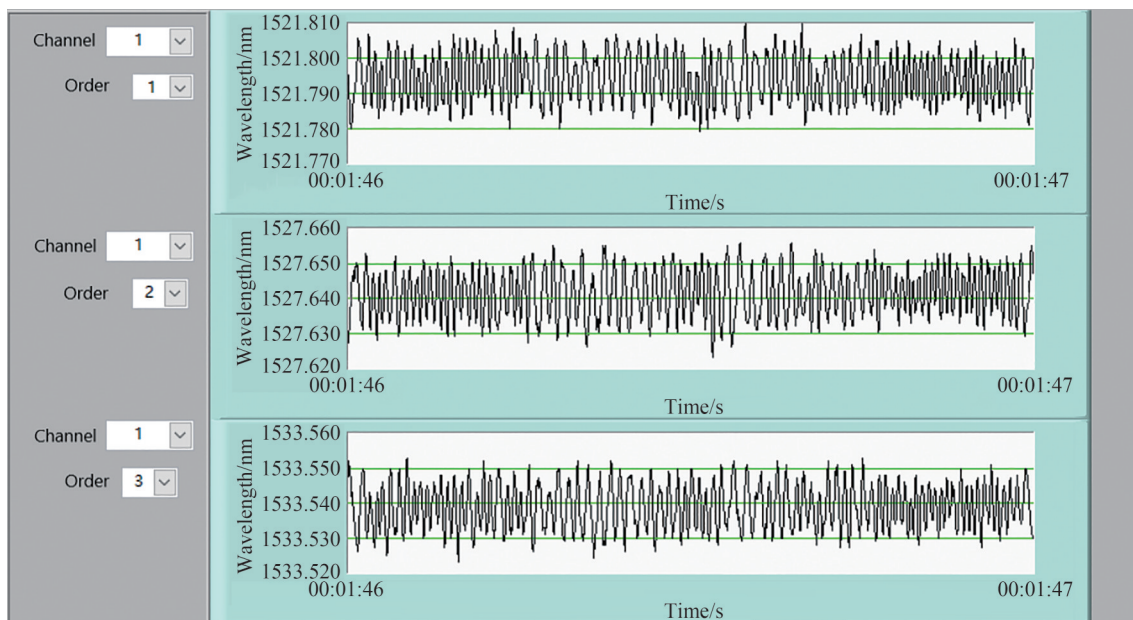 Channel 1
Order 1
Wavelength/nm
1521.810
1521.800
1521.790
1521.780
1521.770
00:01:46 00:01:47
Time/s
Channel 1
Order 2
Wavelength/nm
1527.660
1527.650
1527.640
1527.630
1527.620
00:01:46 00:01:47
Time/s
Channel 1
Order 3
Wavelength/nm
1533.560
1533.550
1533.540
1533.530
1533.520
00:01:46 00:01:47
Time/s